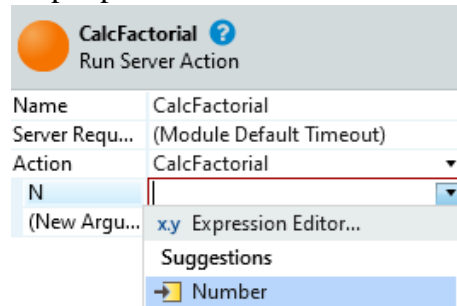 CalcFactorial ?
Run Server Action
Name CalcFactorial
Server Requ... (Module Default Timeout)
Action CalcFactorial
N
(New Argu... x.y Expression Editor...
Suggestions
Number